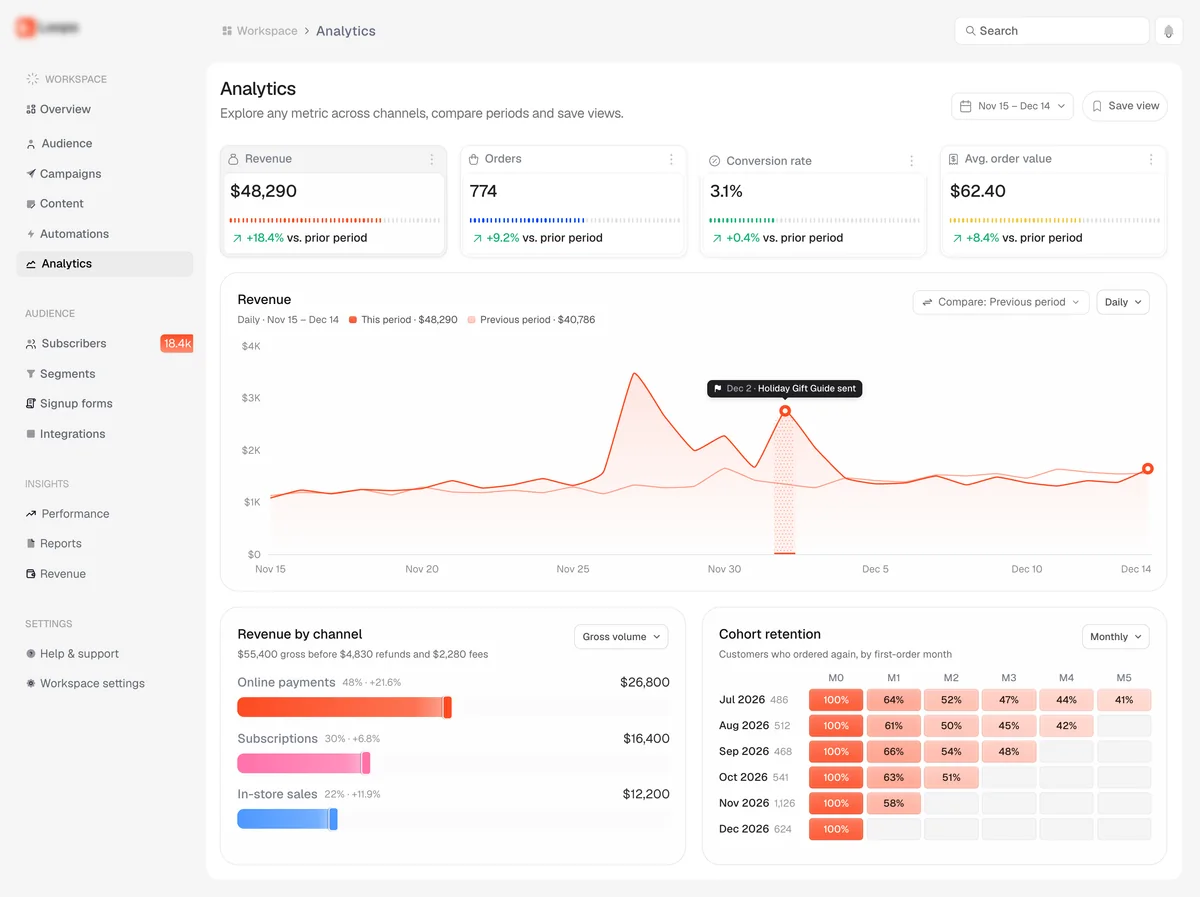 Workspace > Analytics
Search
WORKSPACE
Overview
Audience
Campaigns
Content
Automations
Analytics
AUDIENCE
Subscribers 18.4k
Segments
Signup forms
Integrations
INSIGHTS
Performance
Reports
Revenue
SETTINGS
Help & support
Workspace settings
Analytics
Explore any metric across channels, compare periods and save views.
Nov 15 – Dec 14
Save view
Revenue
$48,290
+18.4% vs. prior period
Orders
774
+9.2% vs. prior period
Conversion rate
3.1%
+0.4% vs. prior period
Avg. order value
$62.40
+8.4% vs. prior period
Revenue
Daily · Nov 15 – Dec 14 This period · $48,290 Previous period · $40,786
Compare: Previous period
Daily
$4K
$3K
$2K
$1K
$0
Dec 2 · Holiday Gift Guide sent
Nov 15 Nov 20 Nov 25 Nov 30 Dec 5 Dec 10 Dec 14
Revenue by channel
$55,400 gross before $4,830 refunds and $2,280 fees
Gross volume
Online payments 48% · +21.6% $26,800
Subscriptions 30% · +6.8% $16,400
In-store sales 22% · +11.9% $12,200
Cohort retention
Customers who ordered again, by first-order month
Monthly
M0 M1 M2 M3 M4 M5
Jul 2026 486 100% 64% 52% 47% 44% 41%
Aug 2026 512 100% 61% 50% 45% 42%
Sep 2026 468 100% 66% 54% 48%
Oct 2026 541 100% 63% 51%
Nov 2026 1,126 100% 58%
Dec 2026 624 100%